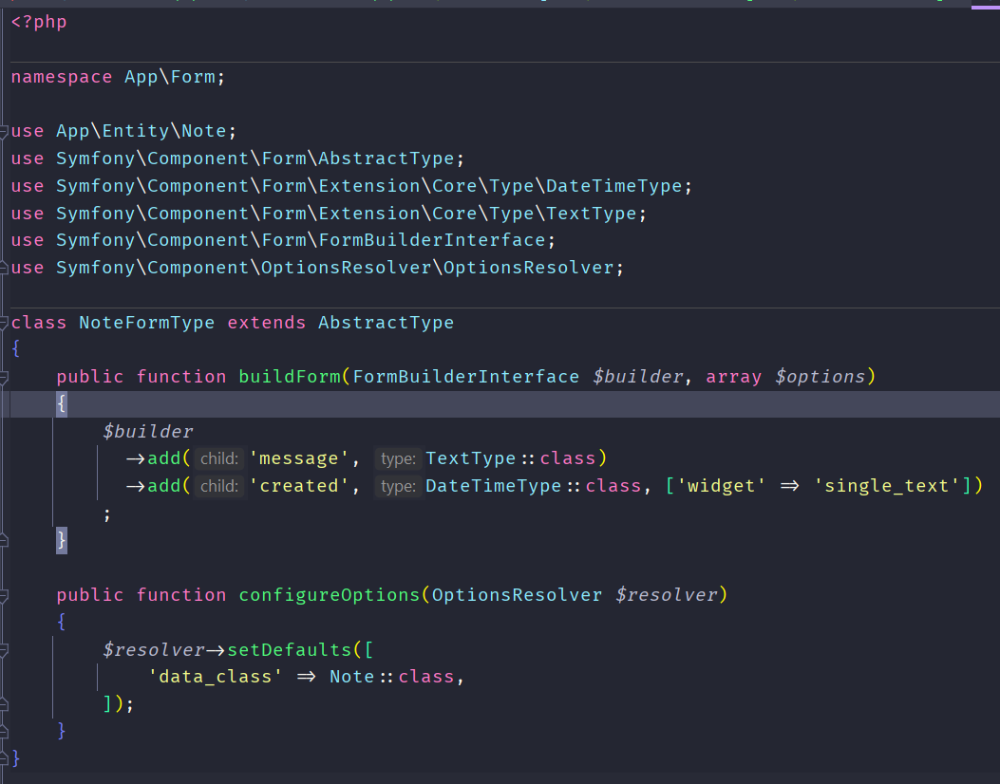 <?php
namespace App\Form;
use App\Entity\Note;
use Symfony\Component\Form\AbstractType;
use Symfony\Component\Form\Extension\Core\Type\DateTimeType;
use Symfony\Component\Form\Extension\Core\Type\TextType;
use Symfony\Component\Form\FormBuilderInterface;
use Symfony\Component\OptionsResolver\OptionsResolver;
class NoteFormType extends AbstractType
{
    public function buildForm(FormBuilderInterface $builder, array $options)
    {
        $builder
          ->add( child: 'message', type: TextType::class)
          ->add( child: 'created', type: DateTimeType::class, ['widget' => 'single_text'])
        ;
    }
    public function configureOptions(OptionsResolver $resolver)
    {
        $resolver->setDefaults([
            'data_class' => Note::class,
        ]);
    }
}